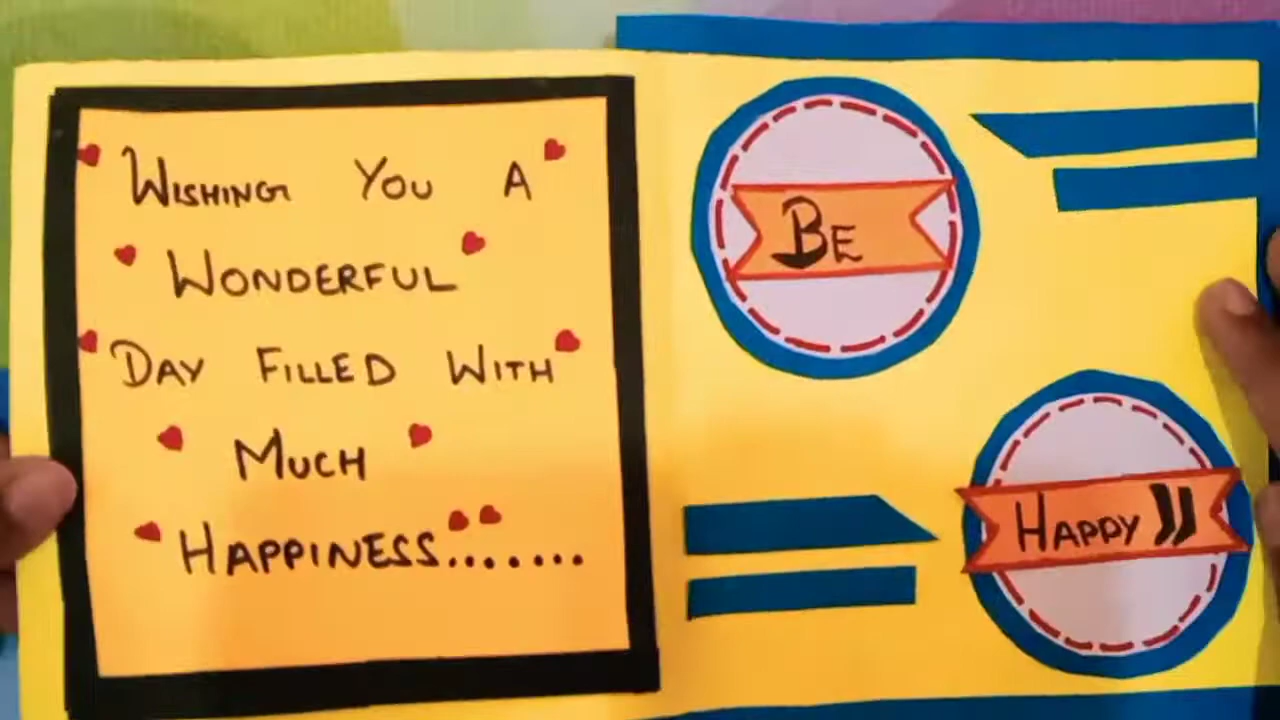 Wishing You A
Wonderful
Day Filled With
Much
Happiness.......
Be
Happy